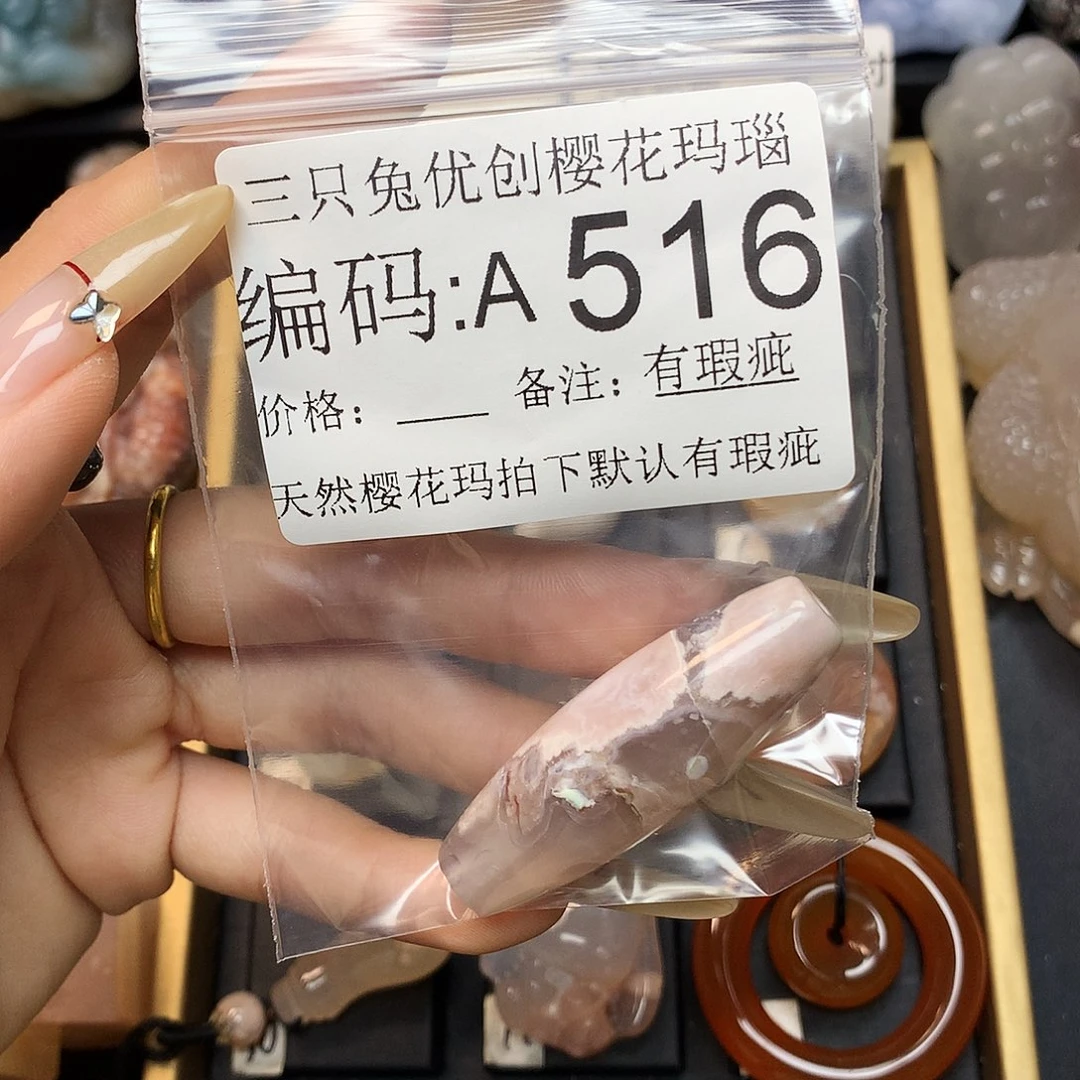 三只兔优创樱花玛瑙
编码:A 516
价格：____ 备注：有瑕疵
天然樱花玛拍下默认有瑕疵